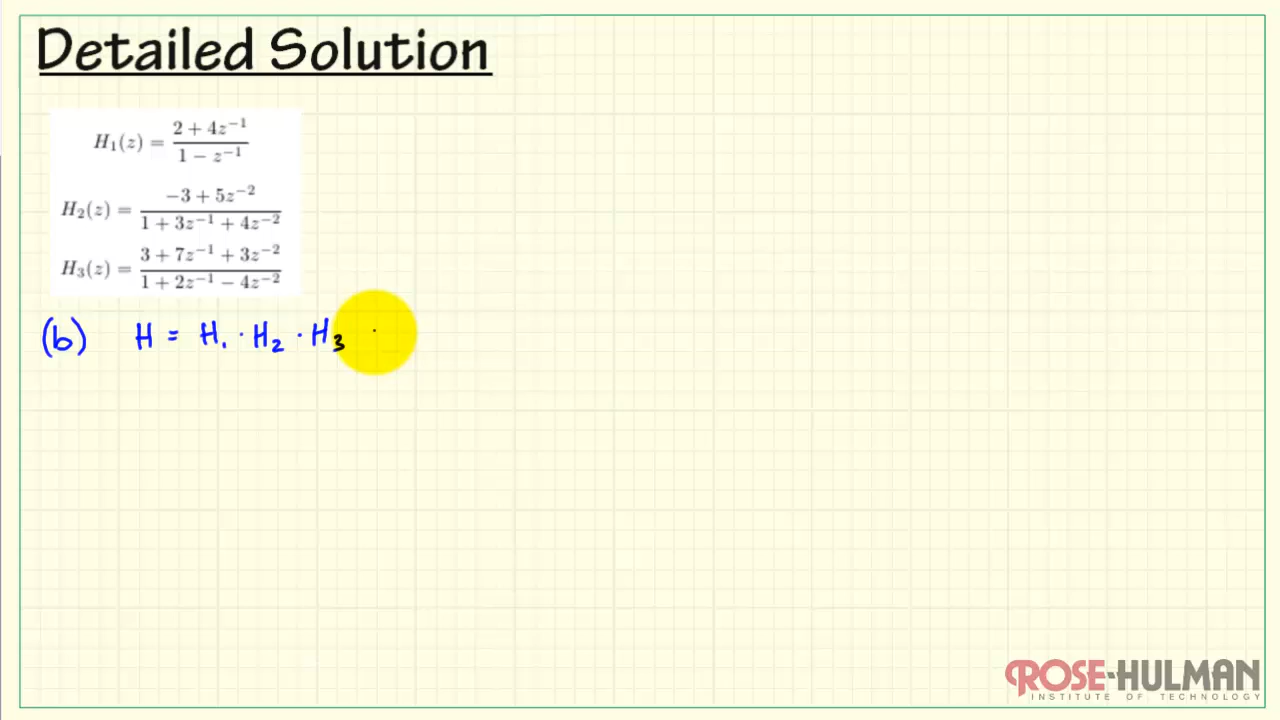 Detailed Solution
H₁(z) = (2 + 4z⁻¹)/(1 − z⁻¹)
H₂(z) = (−3 + 5z⁻²)/(1 + 3z⁻¹ + 4z⁻²)
H₃(z) = (3 + 7z⁻¹ + 3z⁻²)/(1 + 2z⁻¹ − 4z⁻²)
(b) H = H₁ · H₂ · H₃
ROSE-HULMAN
INSTITUTE OF TECHNOLOGY